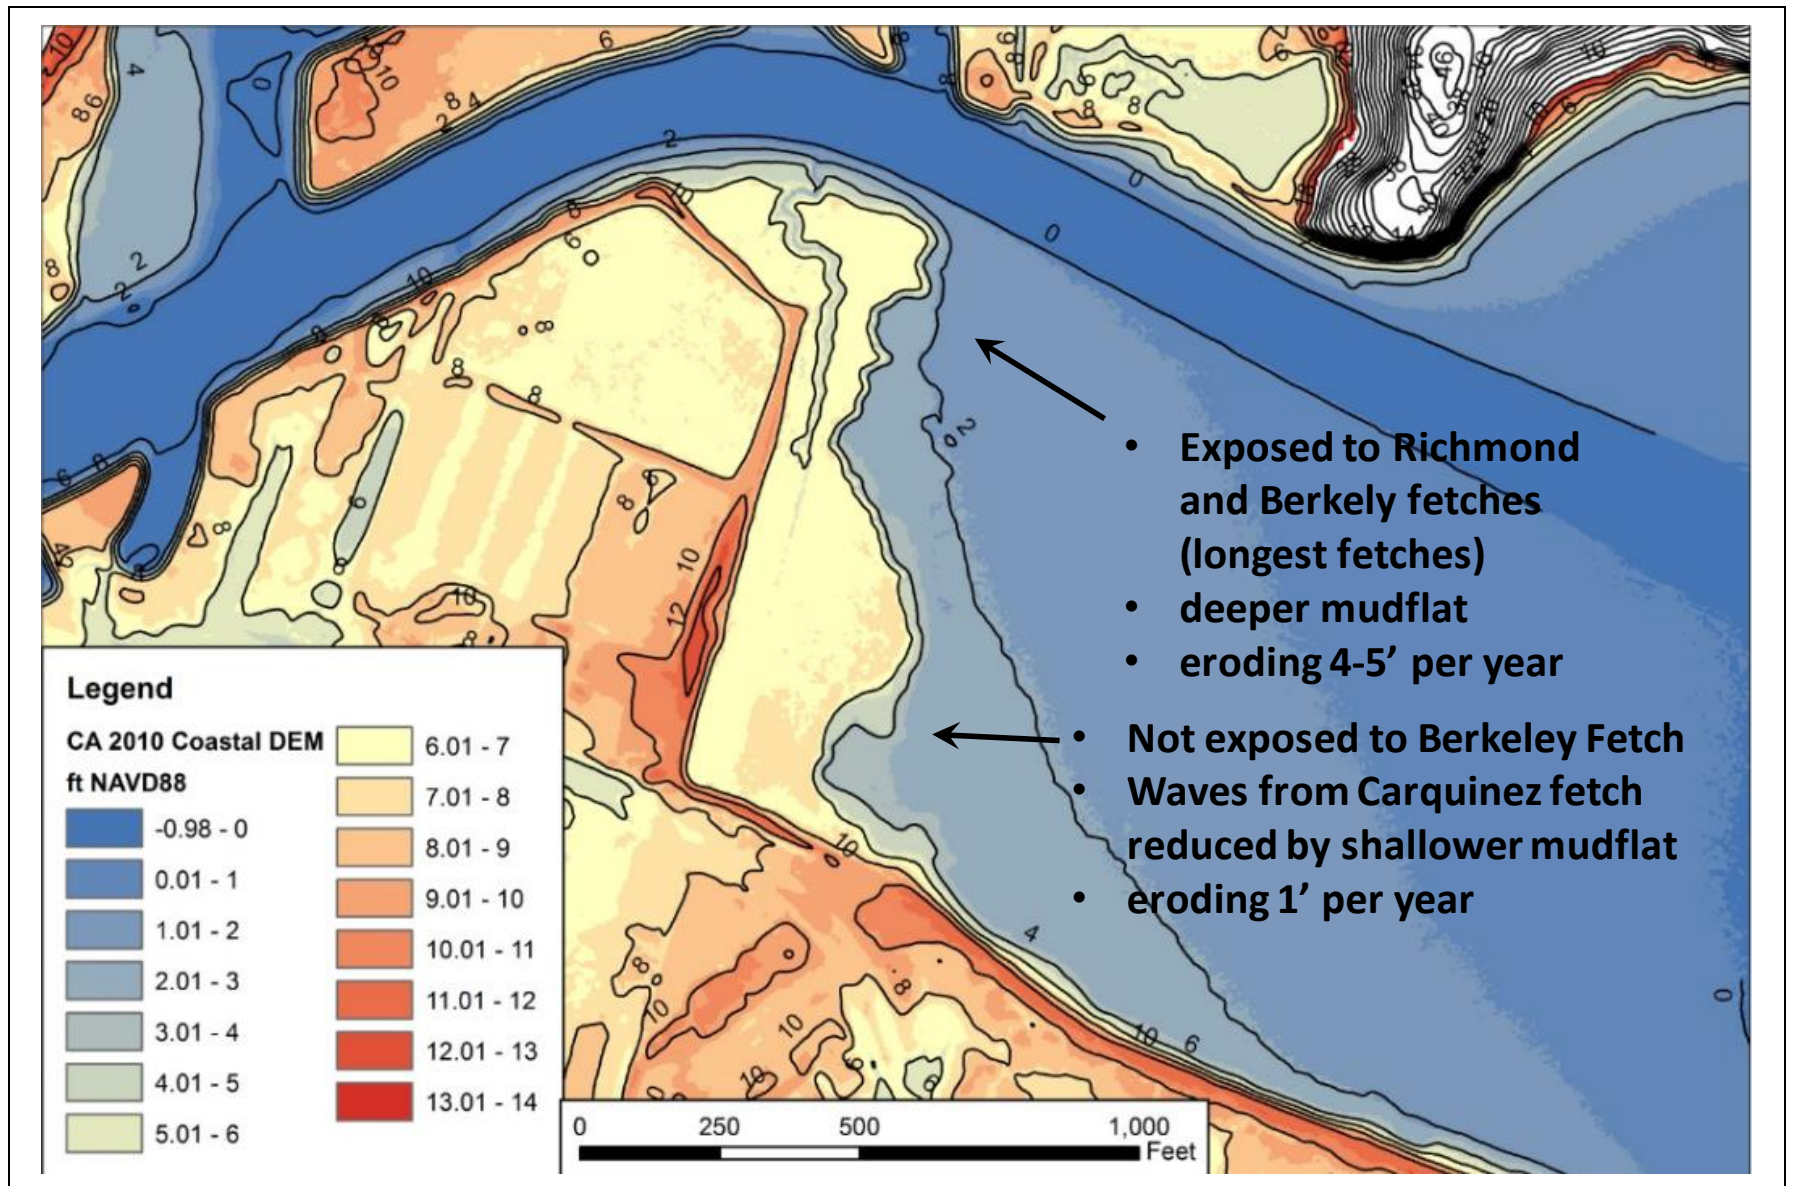 • Exposed to Richmond
and Berkely fetches
(longest fetches)
• deeper mudflat
• eroding 4-5’ per year
• Not exposed to Berkeley Fetch
• Waves from Carquinez fetch
reduced by shallower mudflat
• eroding 1’ per year
Legend
CA 2010 Coastal DEM
ft NAVD88
-0.98 - 0
0.01 - 1
1.01 - 2
2.01 - 3
3.01 - 4
4.01 - 5
5.01 - 6
6.01 - 7
7.01 - 8
8.01 - 9
9.01 - 10
10.01 - 11
11.01 - 12
12.01 - 13
13.01 - 14
0 250 500 1,000
Feet